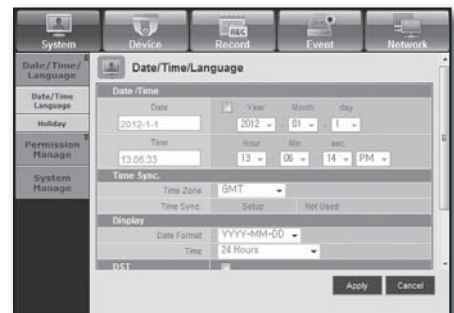 System Device Record Event Network
REC
Date/Time/
Language
Date/Time
Language
Holiday
Permission
Manage
System
Manage
Date/Time/Language
Date /Time
Date Year Month day
2012-1-1 2012 - 01 - 1
Time Hour Min sec
13:06:33 13 06 14 PM
Time Sync.
Time Zone GMT
Time Sync. Setup Not Used
Display
Date Format YYYY-MM-DD
Time 24 Hours
DST
Apply Cancel